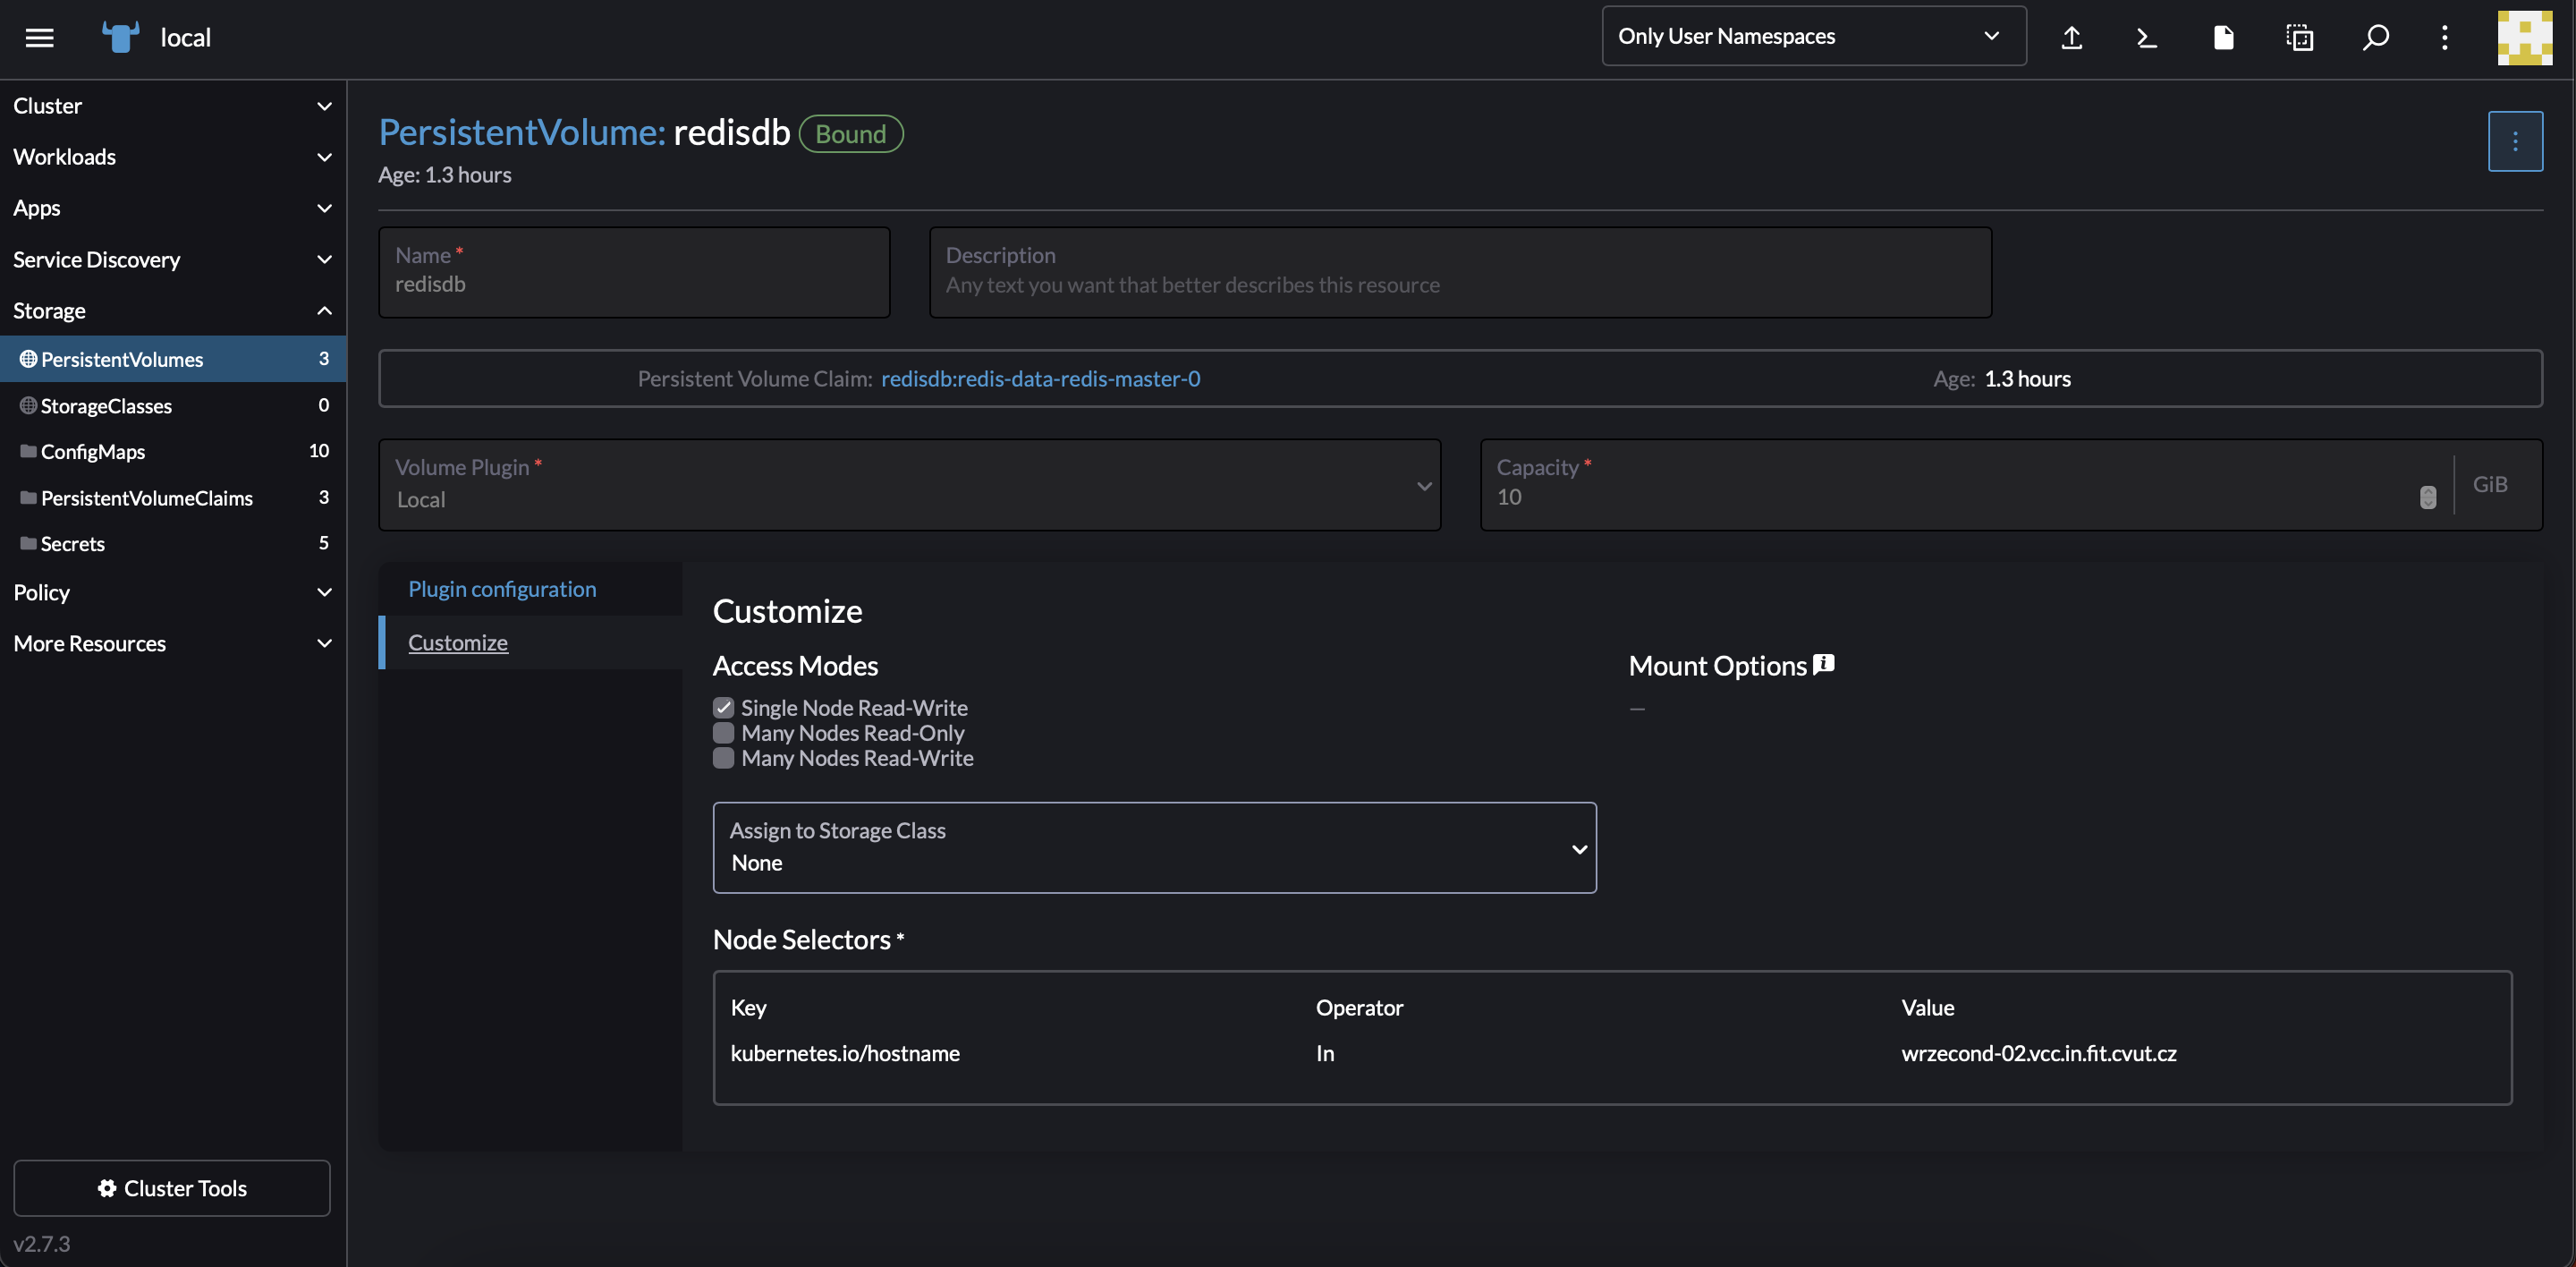 local
Only User Namespaces
Cluster
Workloads
Apps
Service Discovery
Storage
PersistentVolumes 3
StorageClasses 0
ConfigMaps 10
PersistentVolumeClaims 3
Secrets 5
Policy
More Resources
Cluster Tools
v2.7.3
PersistentVolume: redisdb Bound
Age: 1.3 hours
Name *
redisdb
Description
Any text you want that better describes this resource
Persistent Volume Claim: redisdb:redis-data-redis-master-0
Age: 1.3 hours
Volume Plugin *
Local
Capacity *
10
GiB
Plugin configuration
Customize
Customize
Access Modes
Single Node Read-Write
Many Nodes Read-Only
Many Nodes Read-Write
Mount Options
—
Assign to Storage Class
None
Node Selectors *
Key Operator Value
kubernetes.io/hostname In wrzecond-02.vcc.in.fit.cvut.cz